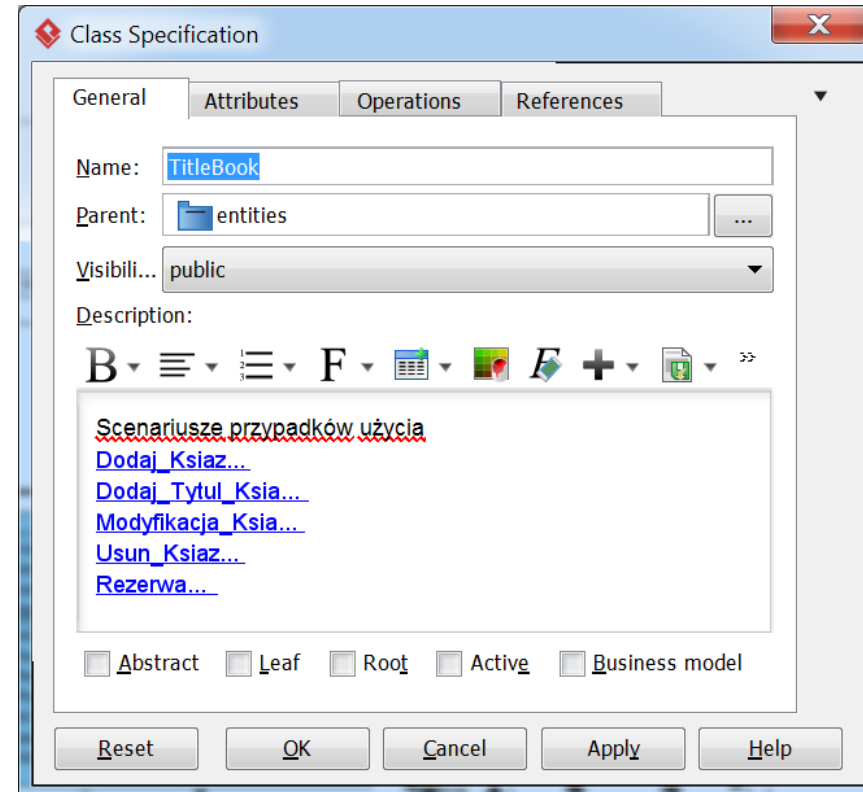 Class Specification
General Attributes Operations References
Name: TitleBook
Parent: entities ...
Visibili... public
Description:
B F F
Scenariusze przypadków użycia
Dodaj_Ksiaz...
Dodaj_Tytul_Ksia...
Modyfikacja_Ksia...
Usun_Ksiaz...
Rezerwa...
Abstract Leaf Root Active Business model
Reset OK Cancel Apply Help